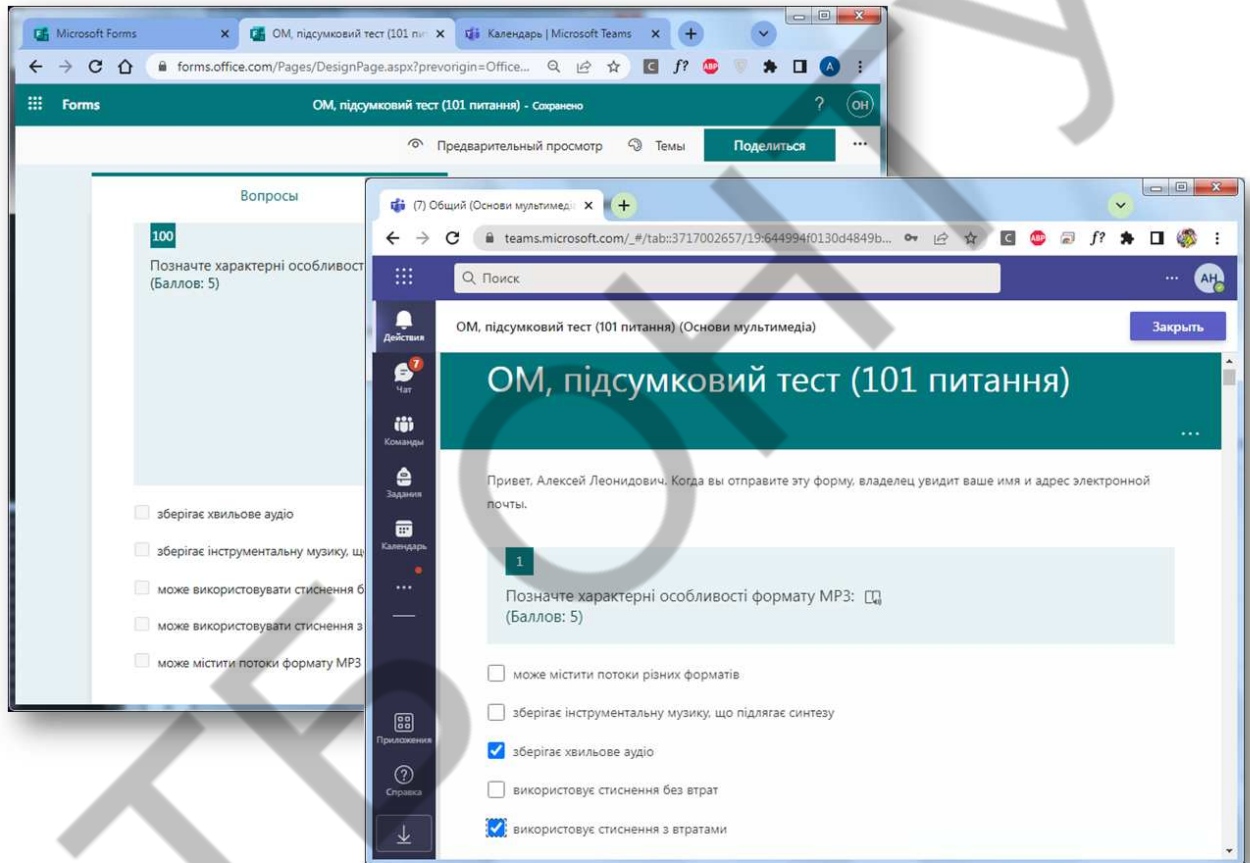 Microsoft Forms
ОМ, підсумковий тест (101 пит
Календарь | Microsoft Teams
forms.office.com/Pages/DesignPage.aspx?prevorigin=Office...
f?
ABP
A
Forms
ОМ, підсумковий тест (101 питання) - Сохранено
?
ОН
Предварительный просмотр
Темы
Поделиться
...
Вопросы
100
Позначте характерні особливост
(Баллов: 5)
зберігає хвильове аудіо
зберігає інструментальну музику, щ
може використовувати стиснення б
може використовувати стиснення з
може містити потоки формату MP3
(7) Общий (Основи мультимеді
teams.microsoft.com/_#/tab::3717002657/19:644994f0130d4849b...
ABP
f?
Поиск
...
АН
Действия
ОМ, підсумковий тест (101 питання) (Основи мультимедіа)
Закрыть
7
Чат
Команды
Задания
Календарь
...
Приложения
Справка
ОМ, підсумковий тест (101 питання)
...
Привет, Алексей Леонидович. Когда вы отправите эту форму, владелец увидит ваше имя и адрес электронной
почты.
1
Позначте характерні особливості формату MP3:
(Баллов: 5)
може містити потоки різних форматів
зберігає інструментальну музику, що підлягає синтезу
зберігає хвильове аудіо
використовує стиснення без втрат
використовує стиснення з втратами